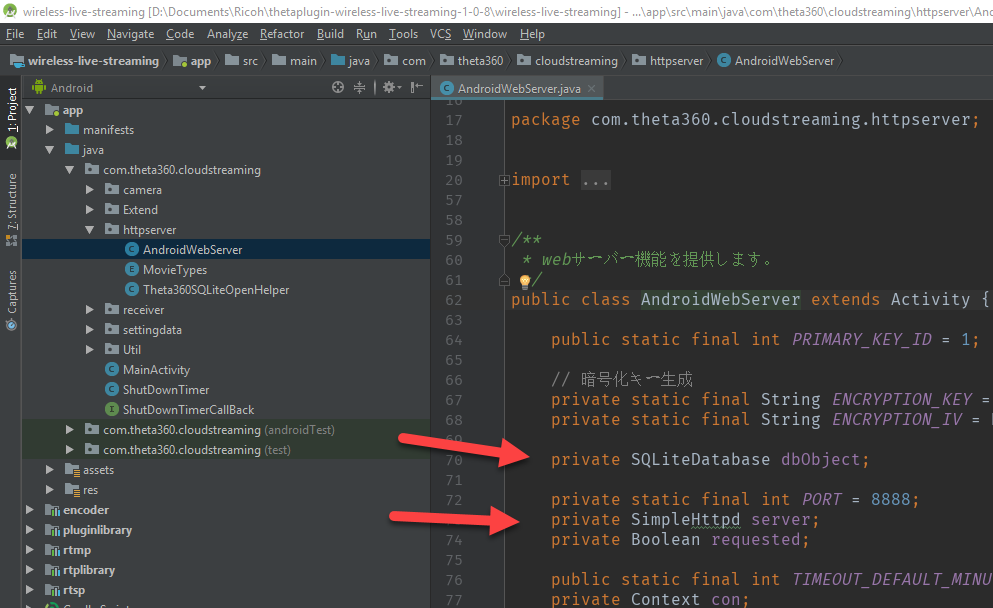 wireless-live-streaming [D:\Documents\Ricoh\thetaplugin-wireless-live-streaming-1-0-8\wireless-live-streaming] - ...\app\src\main\java\com\theta360\cloudstreaming\httpserver\And
File Edit View Navigate Code Analyze Refactor Build Run Tools VCS Window Help
wireless-live-streaming app src main java com theta360 cloudstreaming httpserver AndroidWebServer
1: Project
7: Structure
Captures
Android
app
manifests
java
com.theta360.cloudstreaming
camera
Extend
httpserver
AndroidWebServer
MovieTypes
Theta360SQLiteOpenHelper
receiver
settingdata
Util
MainActivity
ShutDownTimer
ShutDownTimerCallBack
com.theta360.cloudstreaming (androidTest)
com.theta360.cloudstreaming (test)
assets
res
encoder
pluginlibrary
rtmp
rtplibrary
rtsp
AndroidWebServer.java
16
17 package com.theta360.cloudstreaming.httpserver;
18
19
20 import ...
57
58
59 /**
60 * webサーバー機能を提供します。
61 */
62 public class AndroidWebServer extends Activity {
63
64 public static final int PRIMARY_KEY_ID = 1;
65
66 // 暗号化キー生成
67 private static final String ENCRYPTION_KEY =
68 private static final String ENCRYPTION_IV =
69
70 private SQLiteDatabase dbObject;
71
72 private static final int PORT = 8888;
private SimpleHttpd server;
74 private Boolean requested;
75
76 public static final int TIMEOUT_DEFAULT_MINU
77 private Context con;